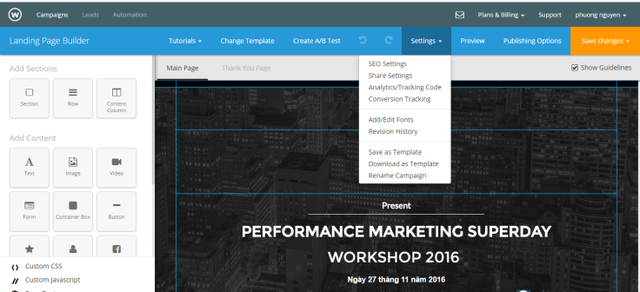 W Campaigns Leads Automation Plans & Billing Support phuong nguyen
Landing Page Builder Tutorials Change Template Create A/B Test Settings Preview Publishing Options Save changes
Add Sections
Section Row Content Column
Add Content
Text Image Video
Form Container Box Button
Custom CSS
Custom Javascript
Main Page Thank You Page Show Guidelines
SEO Settings
Share Settings
Analytics/Tracking Code
Conversion Tracking
Add/Edit Fonts
Revision History
Save as Template
Download as Template
Rename Campaign
Present
PERFORMANCE MARKETING SUPERDAY
WORKSHOP 2016
Ngày 27 tháng 11 năm 2016